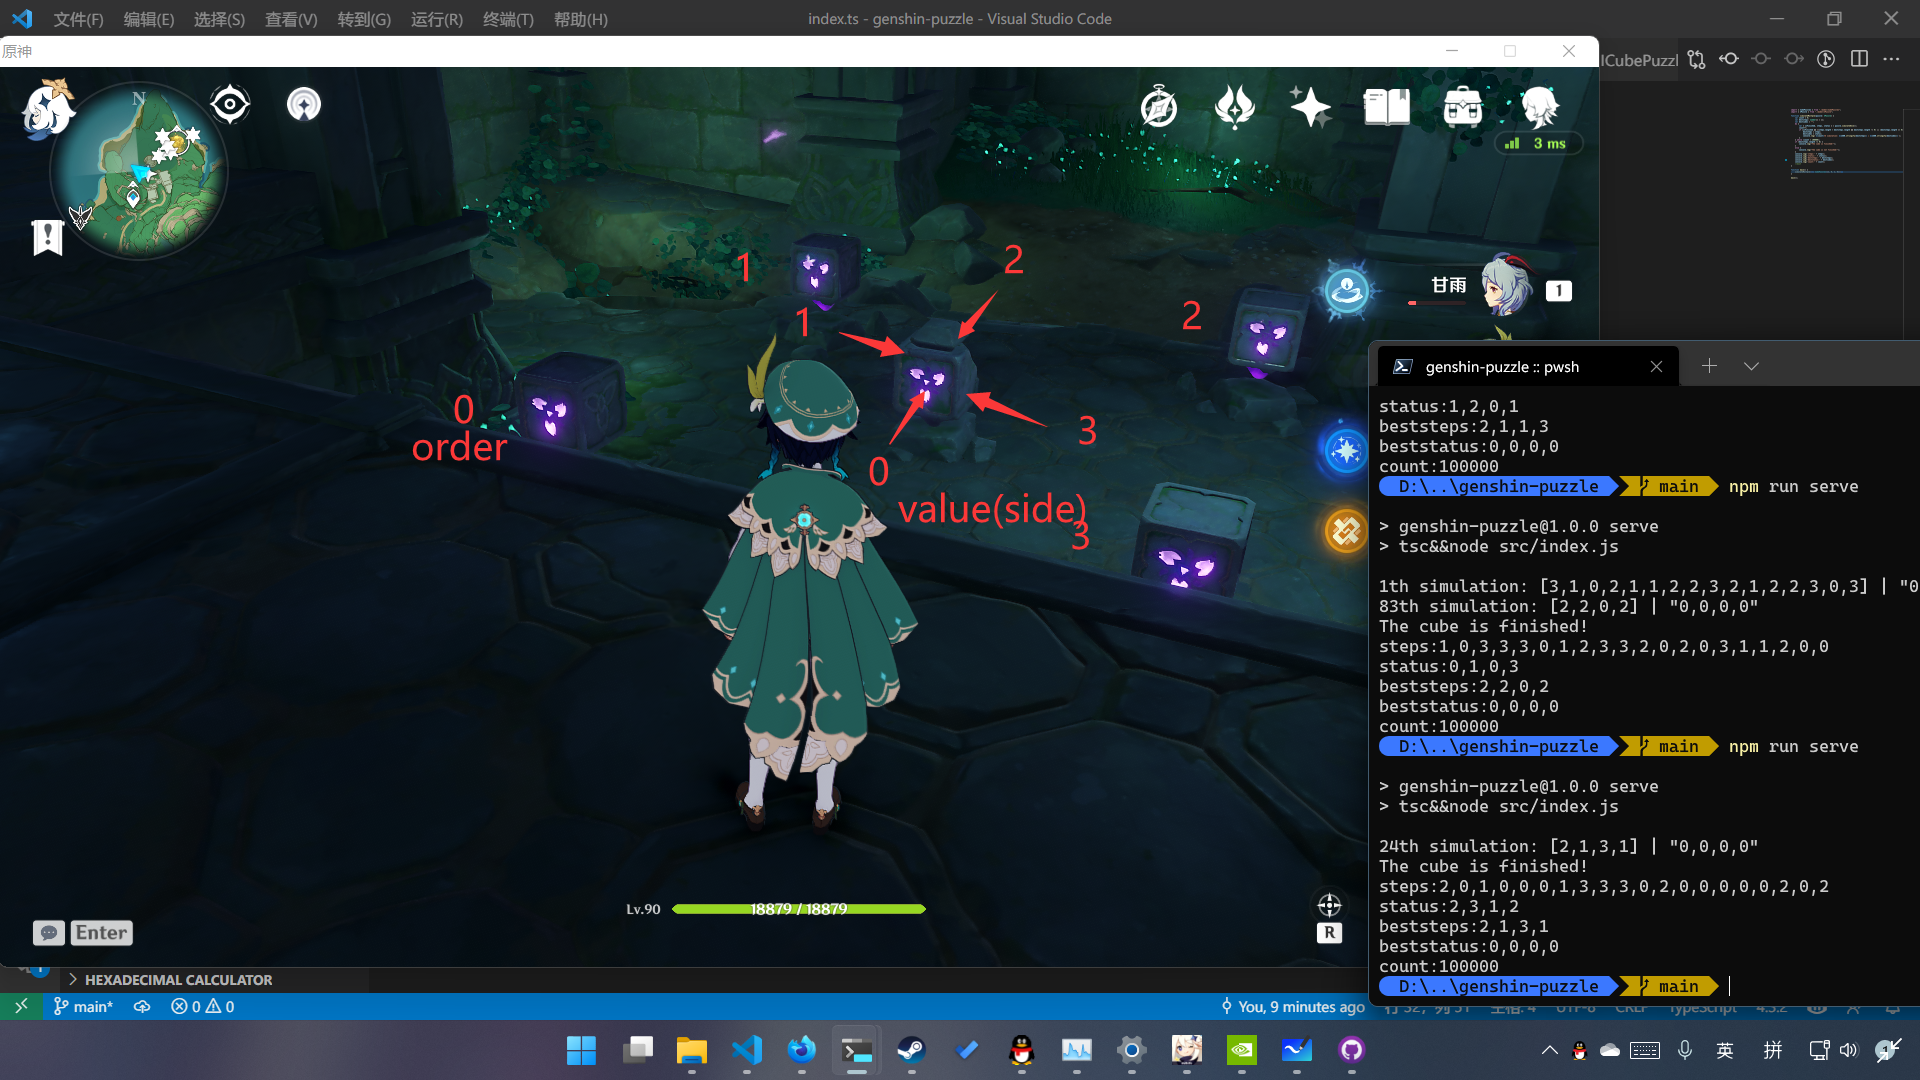 文件(F) 编辑(E) 选择(S) 查看(V) 转到(G) 运行(R) 终端(T) 帮助(H)
index.ts - genshin-puzzle - Visual Studio Code
原神
ICubePuzzl
N
3 ms
甘雨
1
1
2
1
2
0
order
3
0
value(side)
3
Lv.90
18879 / 18879
Enter
R
genshin-puzzle :: pwsh
status:1,2,0,1
beststeps:2,1,1,3
beststatus:0,0,0,0
count:100000
D:\..\genshin-puzzle main npm run serve
> genshin-puzzle@1.0.0 serve
> tsc&&node src/index.js
1th simulation: [3,1,0,2,1,1,2,2,3,2,1,2,2,3,0,3] | "0
83th simulation: [2,2,0,2] | "0,0,0,0"
The cube is finished!
steps:1,0,3,3,3,0,1,2,3,3,2,0,2,0,3,1,1,2,0,0
status:0,1,0,3
beststeps:2,2,0,2
beststatus:0,0,0,0
count:100000
D:\..\genshin-puzzle main npm run serve
> genshin-puzzle@1.0.0 serve
> tsc&&node src/index.js
24th simulation: [2,1,3,1] | "0,0,0,0"
The cube is finished!
steps:2,0,1,0,0,0,1,3,3,3,0,2,0,0,0,0,0,2,0,2
status:2,3,1,2
beststeps:2,1,3,1
beststatus:0,0,0,0
count:100000
D:\..\genshin-puzzle main
HEXADECIMAL CALCULATOR
main* 0 0
You, 9 minutes ago
英 拼